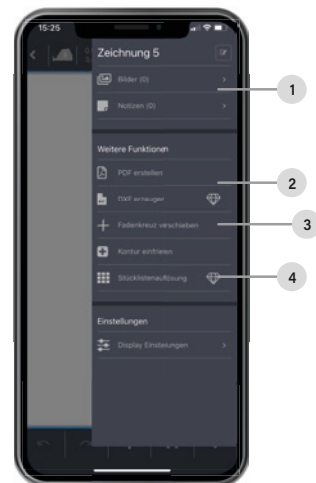 15:25
Zeichnung 5
Bilder (0)
1
Notizen (0)
Weitere Funktionen
PDF erstellen
2
DXF erzeugen
Fadenkreuz verschieben
3
Kontur einfrieren
Stücklistenauflösung
4
Einstellungen
Display Einstellungen